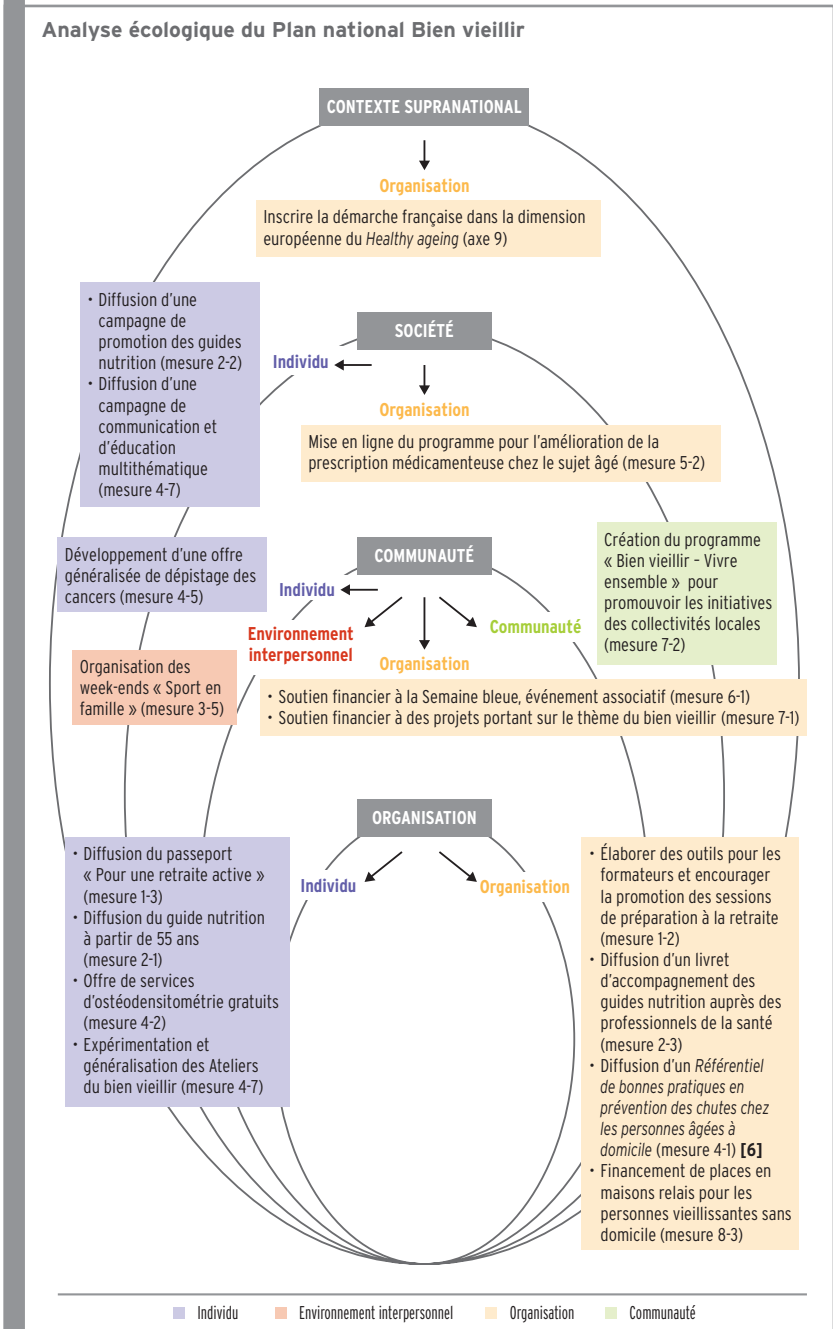 Analyse écologique du Plan national Bien vieillir
CONTEXTE SUPRANATIONAL
Organisation
Inscrire la démarche française dans la dimension
européenne du Healthy ageing (axe 9)
• Diffusion d'une
campagne de
promotion des guides
nutrition (mesure 2-2)
• Diffusion d'une
campagne de
communication et
d'éducation
multithématique
(mesure 4-7)
SOCIÉTÉ
Individu
Organisation
Mise en ligne du programme pour l'amélioration de la
prescription médicamenteuse chez le sujet âgé (mesure 5-2)
Développement d'une offre
généralisée de dépistage des
cancers (mesure 4-5)
COMMUNAUTÉ
Individu
Environnement
interpersonnel
Organisation
Communauté
Création du programme
« Bien vieillir - Vivre
ensemble » pour
promouvoir les initiatives
des collectivités locales
(mesure 7-2)
Organisation des
week-ends « Sport en
famille » (mesure 3-5)
• Soutien financier à la Semaine bleue, événement associatif (mesure 6-1)
• Soutien financier à des projets portant sur le thème du bien vieillir (mesure 7-1)
ORGANISATION
Individu
Organisation
• Diffusion du passeport
« Pour une retraite active »
(mesure 1-3)
• Diffusion du guide nutrition
à partir de 55 ans
(mesure 2-1)
• Offre de services
d'ostéodensitométrie gratuits
(mesure 4-2)
• Expérimentation et
généralisation des Ateliers
du bien vieillir (mesure 4-7)
• Élaborer des outils pour les
formateurs et encourager
la promotion des sessions
de préparation à la retraite
(mesure 1-2)
• Diffusion d'un livret
d'accompagnement des
guides nutrition auprès des
professionnels de la santé
(mesure 2-3)
• Diffusion d'un Référentiel
de bonnes pratiques en
prévention des chutes chez
les personnes âgées à
domicile (mesure 4-1) [6]
• Financement de places en
maisons relais pour les
personnes vieillissantes sans
domicile (mesure 8-3)
Individu
Environnement interpersonnel
Organisation
Communauté